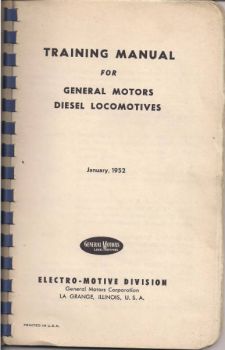 TRAINING MANUAL
FOR
GENERAL MOTORS
DIESEL LOCOMOTIVES
January, 1952
GENERAL MOTORS
LOCOMOTIVES
ELECTRO-MOTIVE DIVISION
General Motors Corporation
LA GRANGE, ILLINOIS, U. S. A.
PRINTED IN U.S.A.